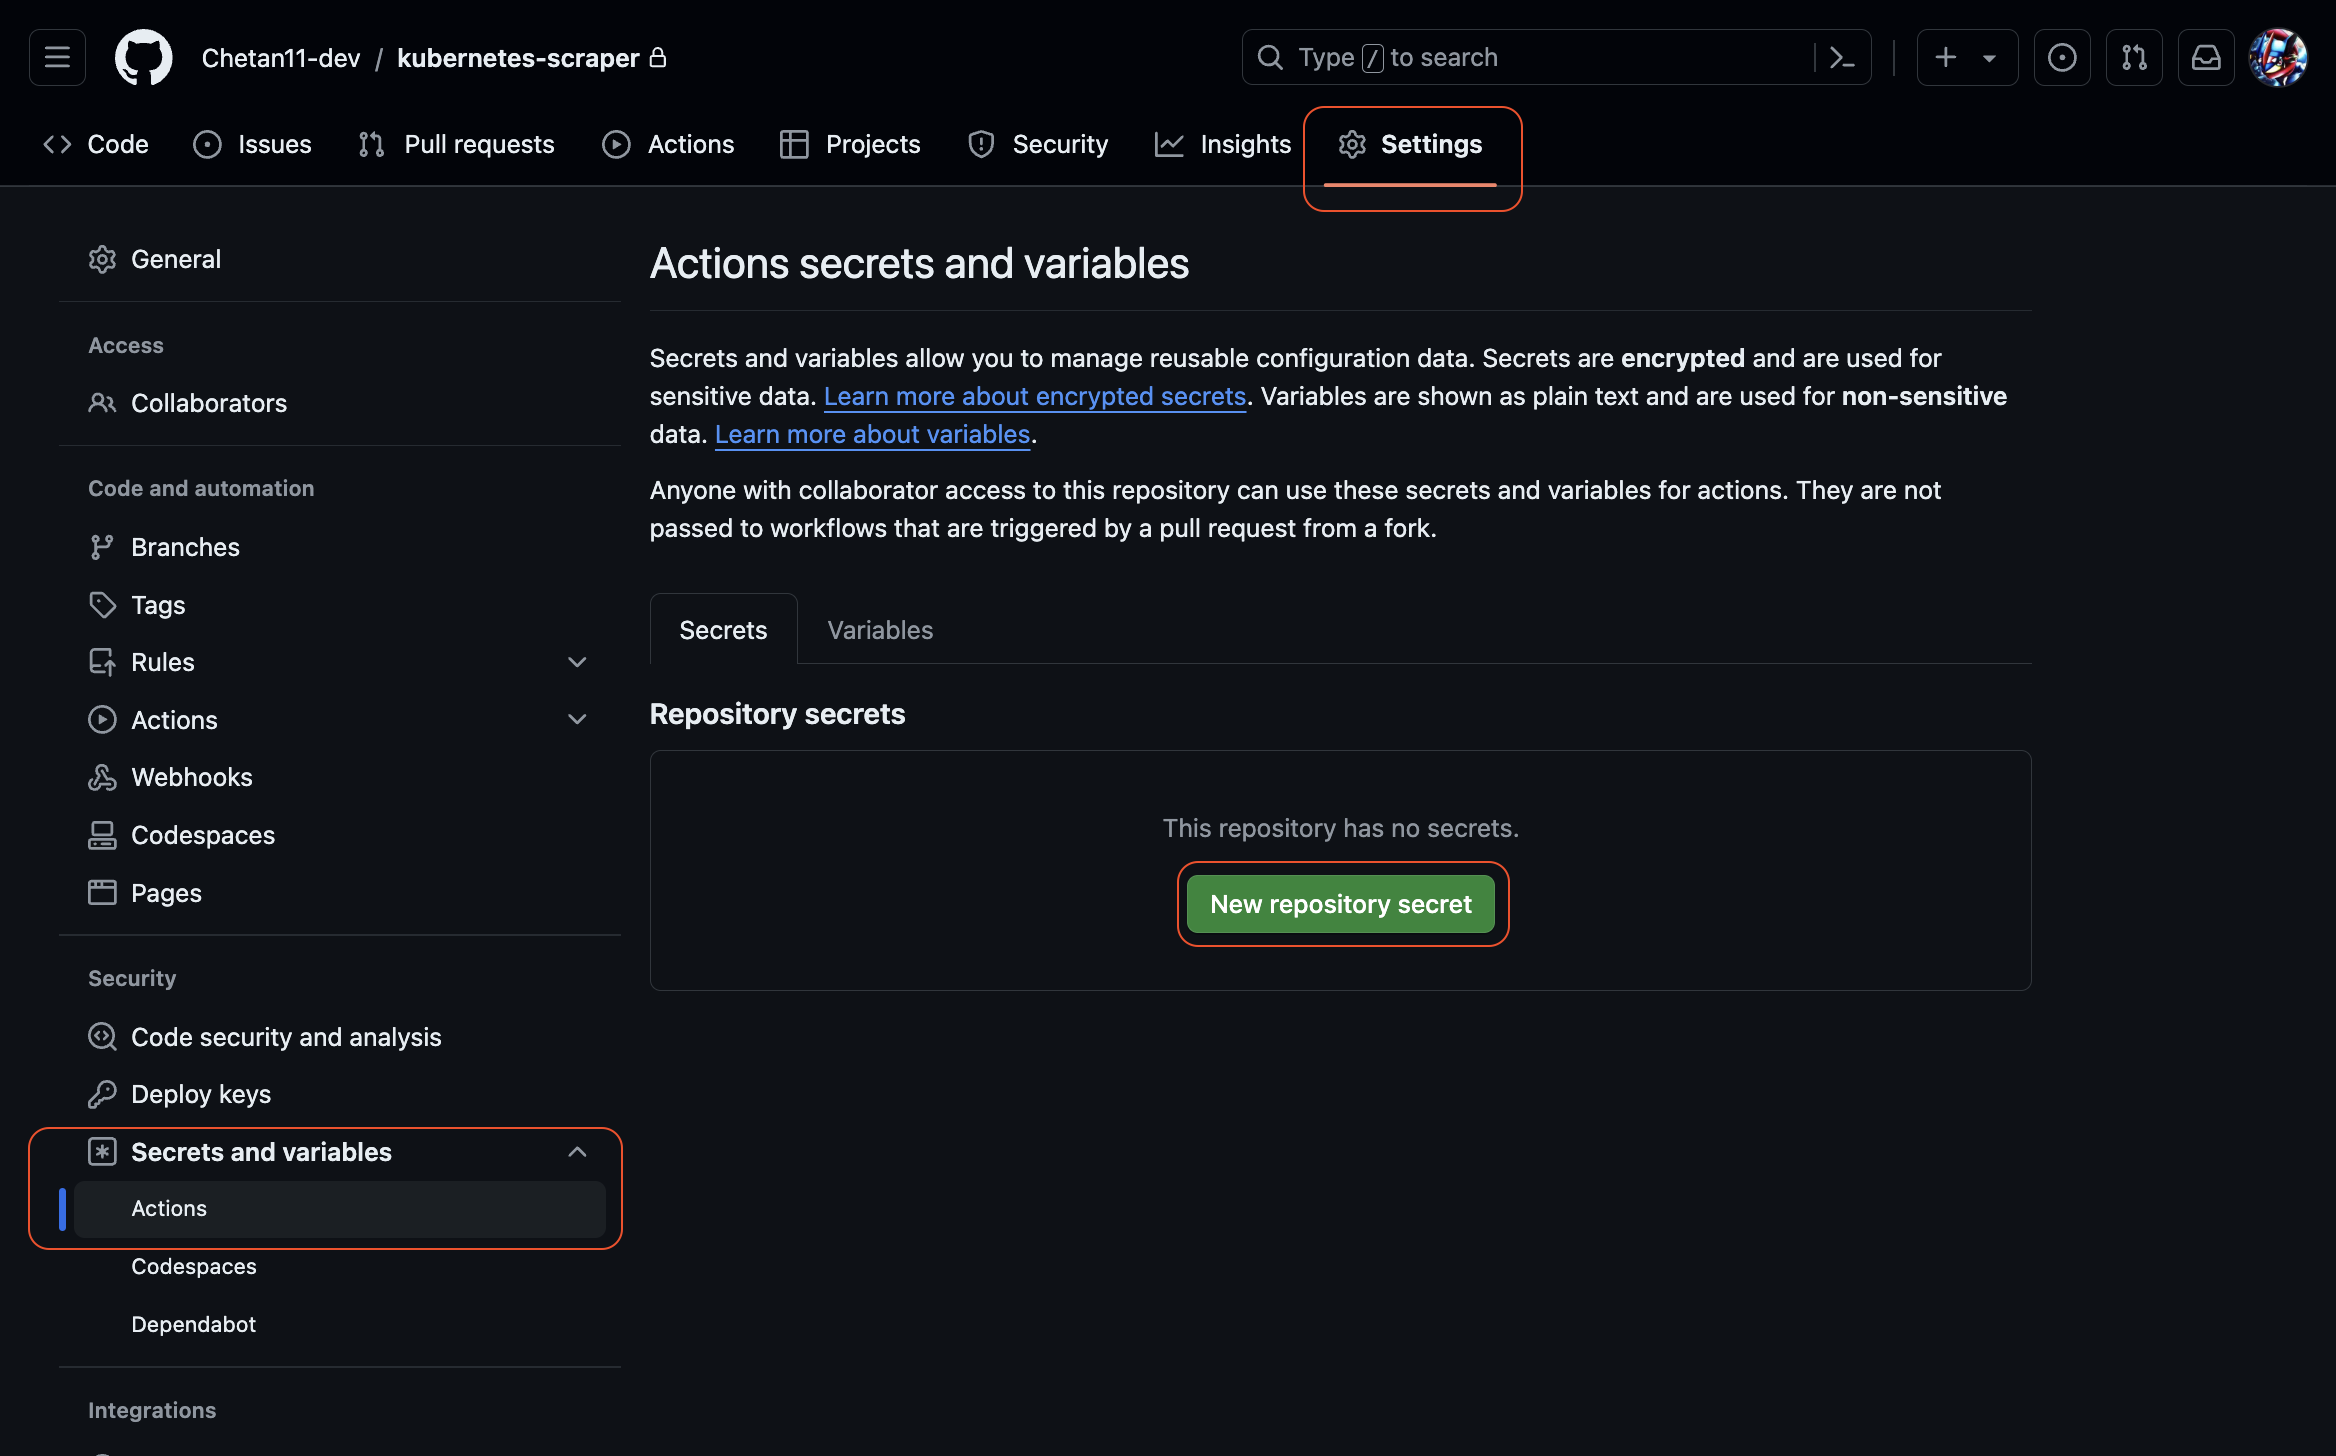 Chetan11-dev / kubernetes-scraper
Type / to search
Code
Issues
Pull requests
Actions
Projects
Security
Insights
Settings
General
Access
Collaborators
Code and automation
Branches
Tags
Rules
Actions
Webhooks
Codespaces
Pages
Security
Code security and analysis
Deploy keys
Secrets and variables
Actions
Codespaces
Dependabot
Integrations
Actions secrets and variables
Secrets and variables allow you to manage reusable configuration data. Secrets are encrypted and are used for
sensitive data. Learn more about encrypted secrets. Variables are shown as plain text and are used for non-sensitive
data. Learn more about variables.
Anyone with collaborator access to this repository can use these secrets and variables for actions. They are not
passed to workflows that are triggered by a pull request from a fork.
Secrets
Variables
Repository secrets
This repository has no secrets.
New repository secret